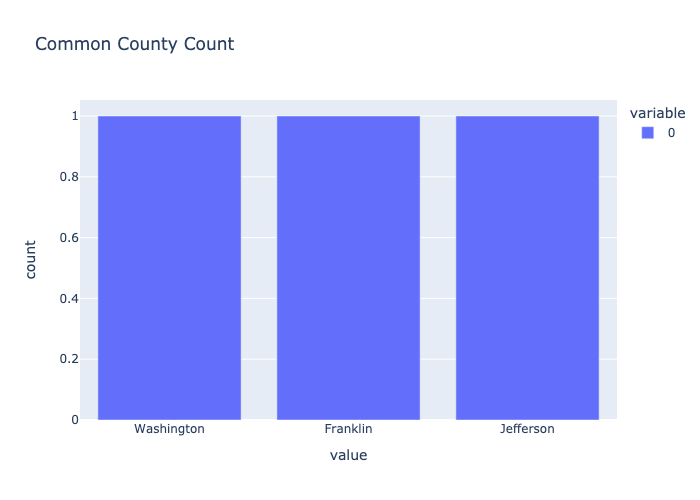 Common County Count
variable
0
count
1
0.8
0.6
0.4
0.2
0
Washington
Franklin
Jefferson
value